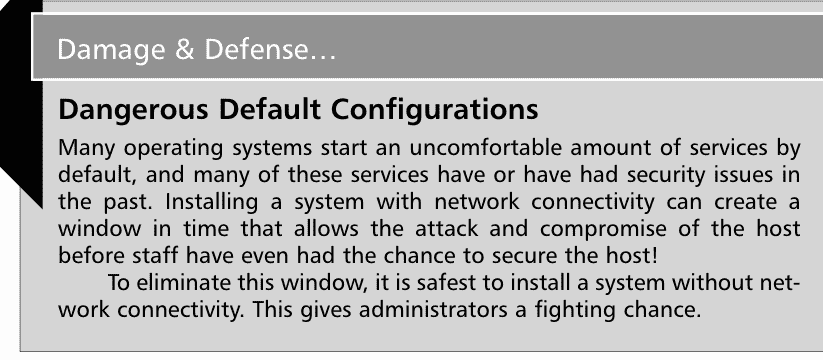 Damage & Defense…
Dangerous Default Configurations
Many operating systems start an uncomfortable amount of services by
default, and many of these services have or have had security issues in
the past. Installing a system with network connectivity can create a
window in time that allows the attack and compromise of the host
before staff have even had the chance to secure the host!
To eliminate this window, it is safest to install a system without net-
work connectivity. This gives administrators a fighting chance.